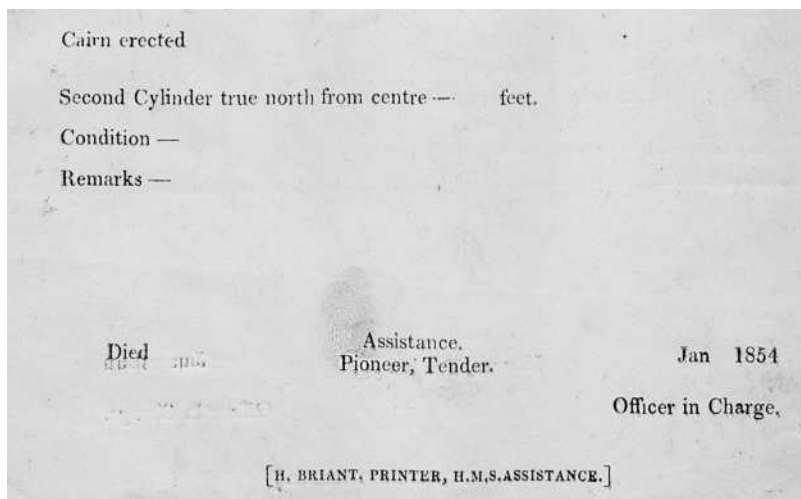 Cairn erected
Second Cylinder true north from centre — feet.
Condition —
Remarks —
Assistance.
Died Pioneer, Tender. Jan 1854
Officer in Charge,
[H. BRIANT, PRINTER, H.M.S. ASSISTANCE.]